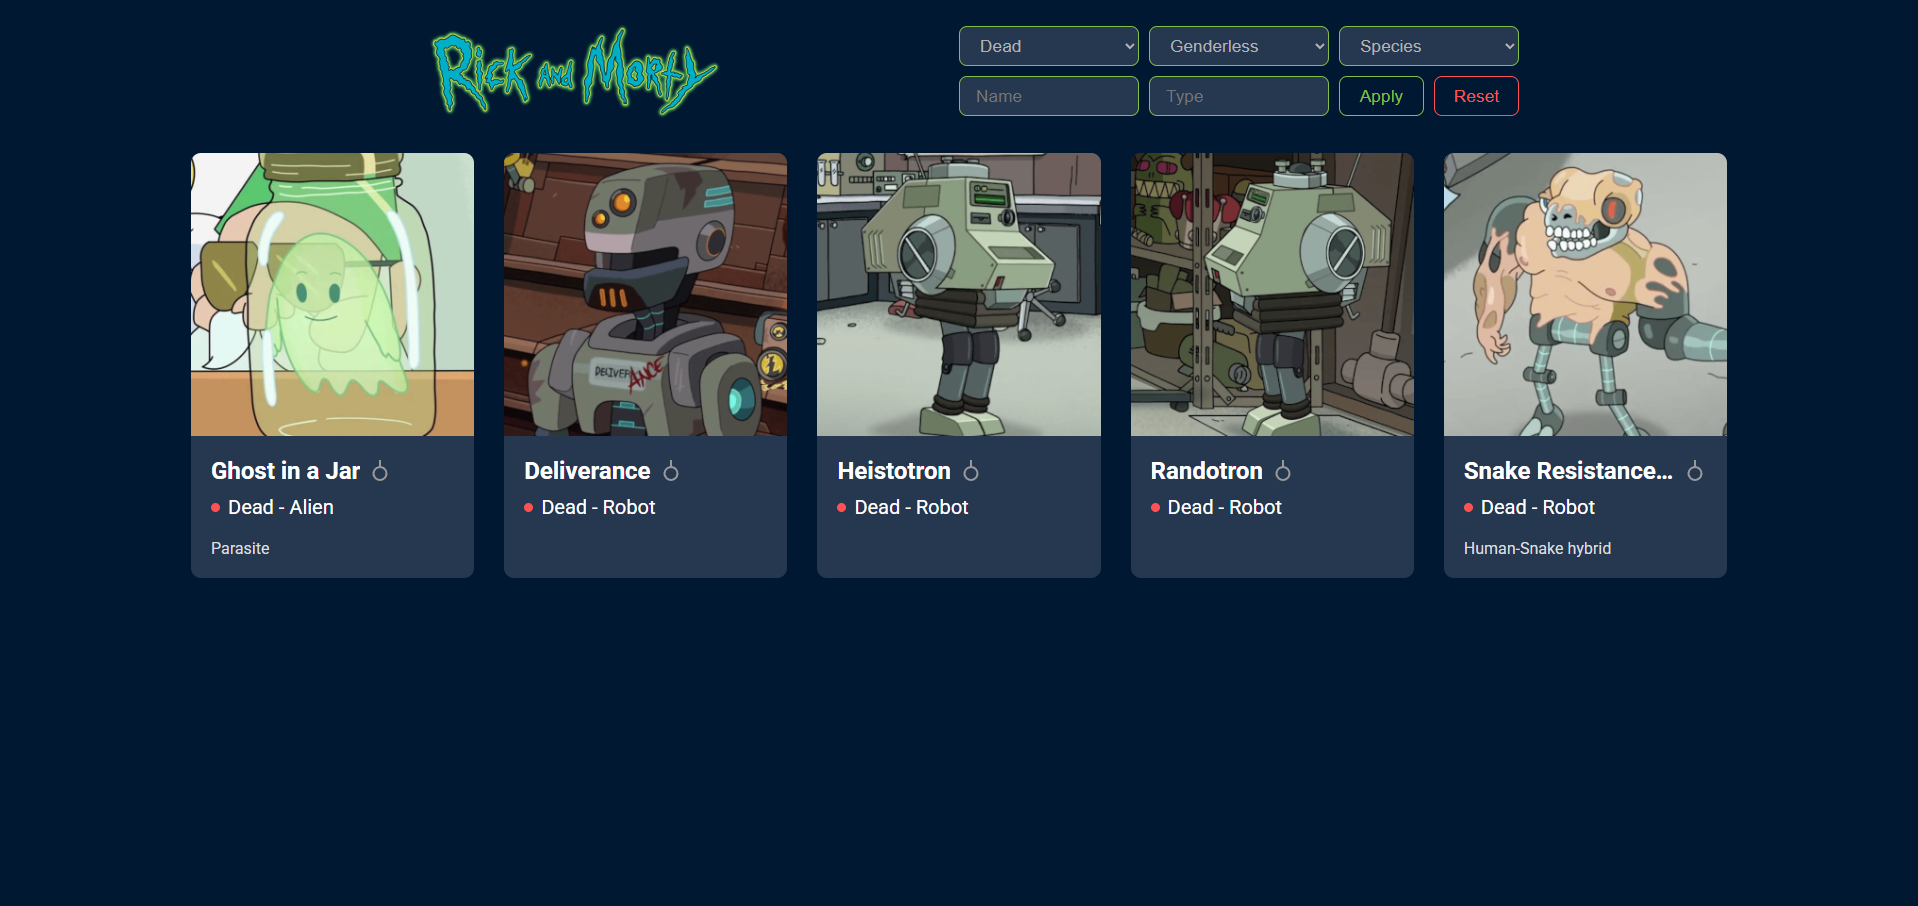 Rick and Morty
Dead
Genderless
Species
Name
Type
Apply
Reset
DELIVERANCE
Ghost in a Jar
Dead - Alien
Parasite
Deliverance
Dead - Robot
Heistotron
Dead - Robot
Randotron
Dead - Robot
Snake Resistance...
Dead - Robot
Human-Snake hybrid